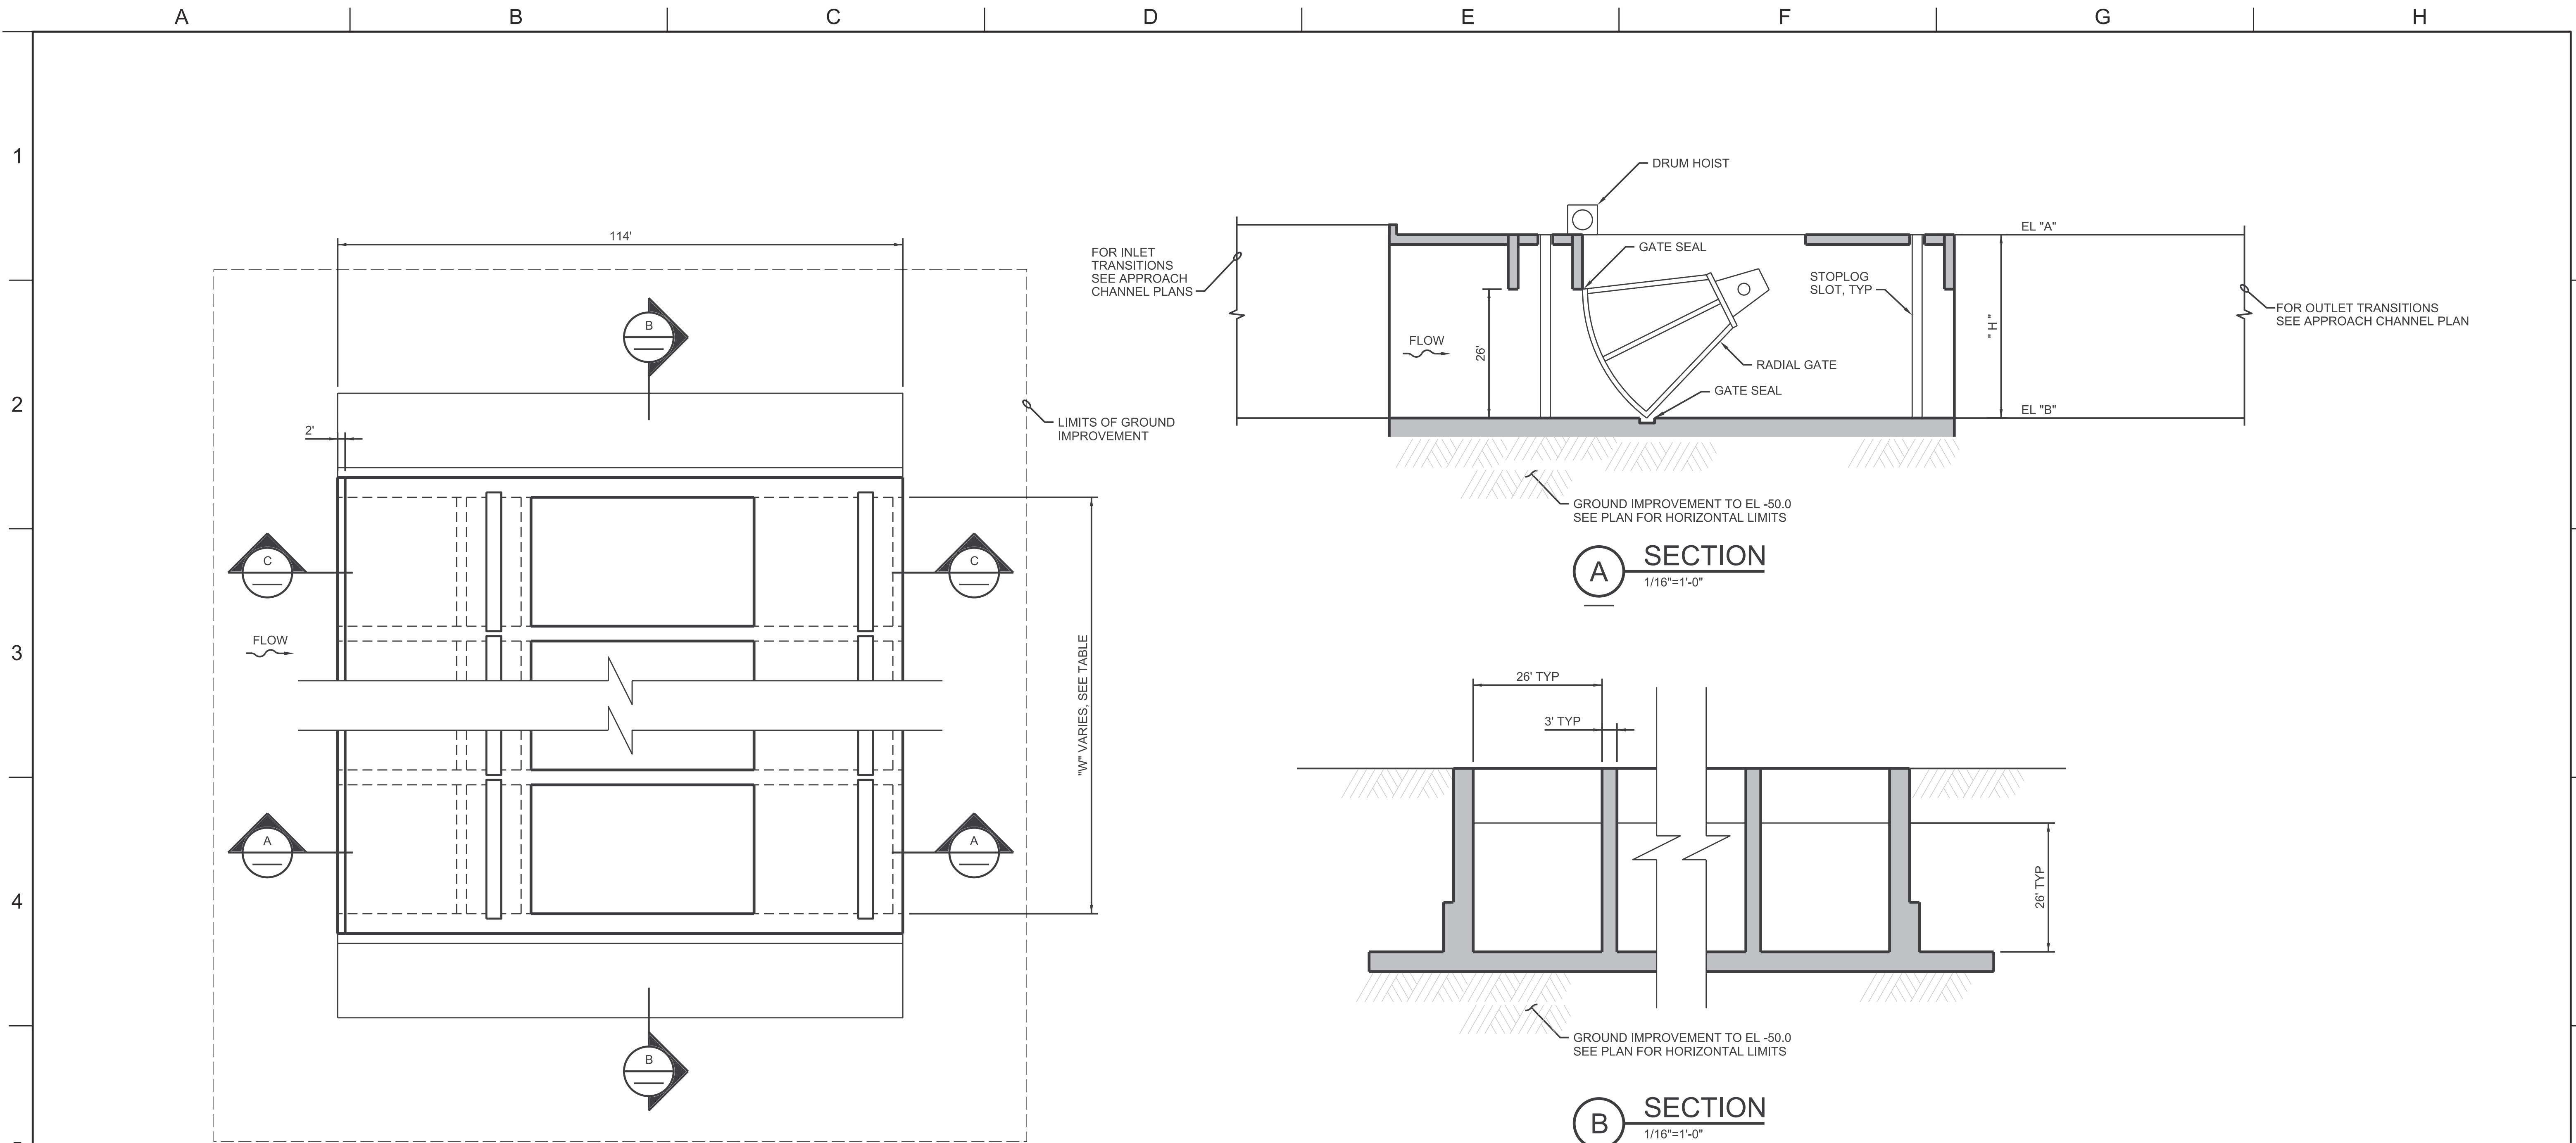 A
B
C
D
E
F
G
H
1
2
3
4
114'
B
2'
LIMITS OF GROUND
IMPROVEMENT
C
C
FLOW
"W" VARIES, SEE TABLE
A
A
B
DRUM HOIST
FOR INLET
TRANSITIONS
SEE APPROACH
CHANNEL PLANS
GATE SEAL
EL "A"
STOPLOG
SLOT, TYP
FOR OUTLET TRANSITIONS
SEE APPROACH CHANNEL PLAN
" H "
FLOW
26'
RADIAL GATE
GATE SEAL
EL "B"
GROUND IMPROVEMENT TO EL -50.0
SEE PLAN FOR HORIZONTAL LIMITS
A
SECTION
1/16"=1'-0"
26' TYP
3' TYP
26' TYP
GROUND IMPROVEMENT TO EL -50.0
SEE PLAN FOR HORIZONTAL LIMITS
B
SECTION
1/16"=1'-0"